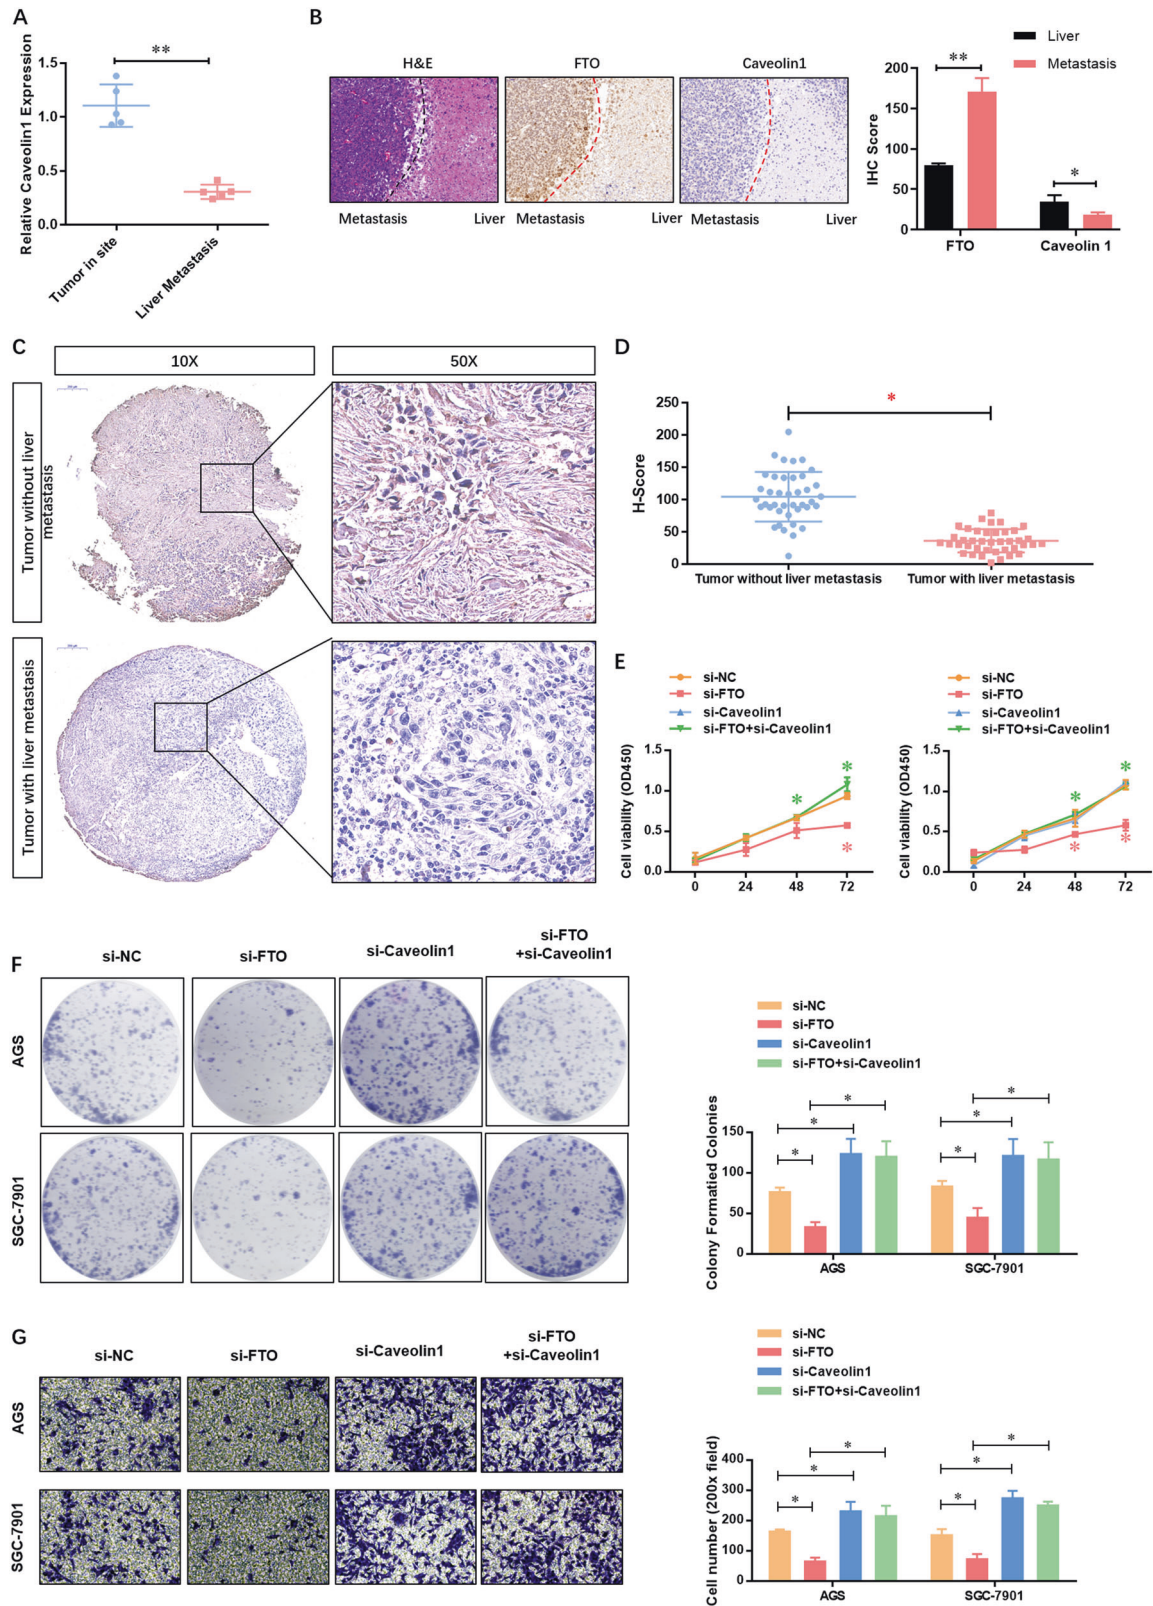 A
Relative Caveolin1 Expression
1.5
1.0
0.5
0.0
**
Tumor in site
Liver Metastasis
B
H&E
FTO
Caveolin1
Metastasis
Liver
Metastasis
Liver
Metastasis
Liver
Liver
Metastasis
IHC Score
200
150
100
50
0
**
*
FTO
Caveolin 1
C
10X
50X
Tumor without liver
metastasis
Tumor with liver metastasis
D
H-Score
250
200
150
100
50
0
*
Tumor without liver metastasis
Tumor with liver metastasis
E
si-NC
si-FTO
si-Caveolin1
si-FTO+si-Caveolin1
Cell viability (OD450)
1.5
1.0
0.5
0.0
*
*
*
0 24 48 72
si-NC
si-FTO
si-Caveolin1
si-FTO+si-Caveolin1
Cell viability (OD450)
1.5
1.0
0.5
0.0
*
*
*
*
0 24 48 72
F
si-NC
si-FTO
si-Caveolin1
si-FTO
+si-Caveolin1
AGS
SGC-7901
si-NC
si-FTO
si-Caveolin1
si-FTO+si-Caveolin1
Colony Formatied Colonies
150
100
50
0
*
*
*
*
*
*
AGS
SGC-7901
G
si-NC
si-FTO
si-Caveolin1
si-FTO
+si-Caveolin1
AGS
SGC-7901
si-NC
si-FTO
si-Caveolin1
si-FTO+si-Caveolin1
Cell number (200x field)
400
300
200
100
0
*
*
*
*
*
*
AGS
SGC-7901